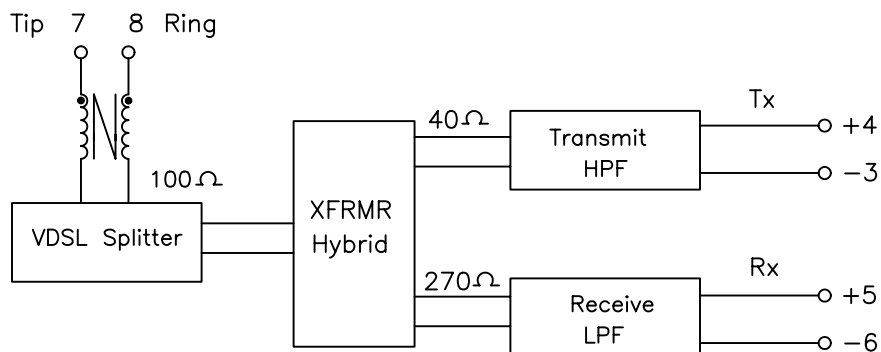 Tip 7 8 Ring
100Ω
VDSL Splitter
XFRMR
Hybrid
40Ω
Transmit
HPF
Tx
+4
-3
270Ω
Receive
LPF
Rx
+5
-6